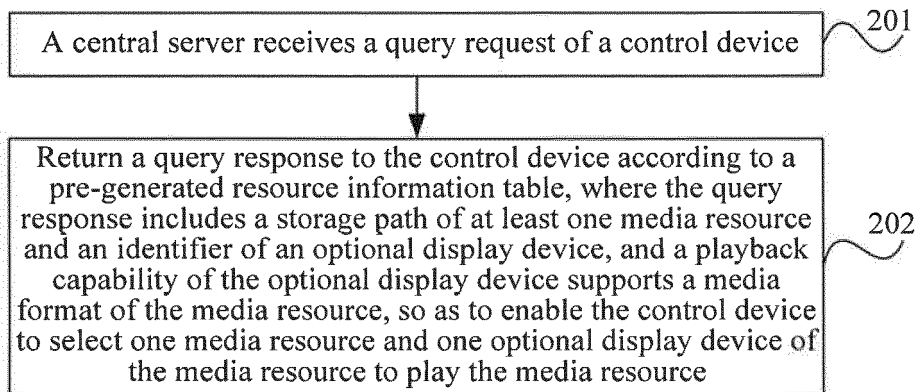 A central server receives a query request of a control device
201
Return a query response to the control device according to a
pre-generated resource information table, where the query
response includes a storage path of at least one media resource
and an identifier of an optional display device, and a playback
capability of the optional display device supports a media
format of the media resource, so as to enable the control device
to select one media resource and one optional display device of
the media resource to play the media resource
202